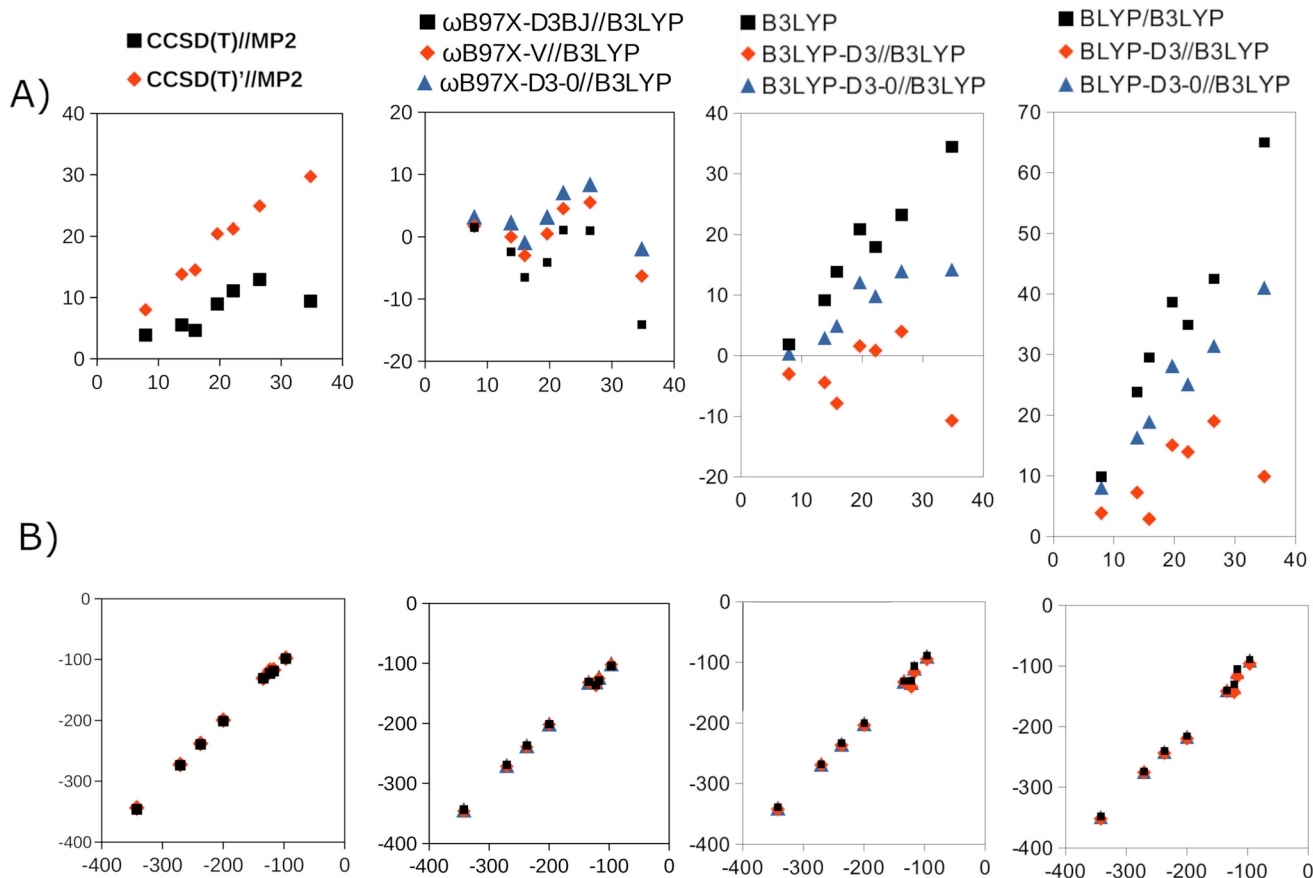 CCSD(T)//MP2
CCSD(T)’//MP2
ωB97X-D3BJ//B3LYP
ωB97X-V//B3LYP
ωB97X-D3-0//B3LYP
B3LYP
B3LYP-D3//B3LYP
B3LYP-D3-0//B3LYP
BLYP/B3LYP
BLYP-D3//B3LYP
BLYP-D3-0//B3LYP
A)
40
30
20
10
0
0 10 20 30 40
20
10
0
-10
-20
0 10 20 30 40
40
30
20
10
0
-10
-20
0 10 20 30 40
70
60
50
40
30
20
10
0
0 10 20 30 40
B)
0
-100
-200
-300
-400
-400 -300 -200 -100 0
0
-100
-200
-300
-400
-400 -300 -200 -100 0
0
-100
-200
-300
-400
-400 -300 -200 -100 0
0
-100
-200
-300
-400
-400 -300 -200 -100 0